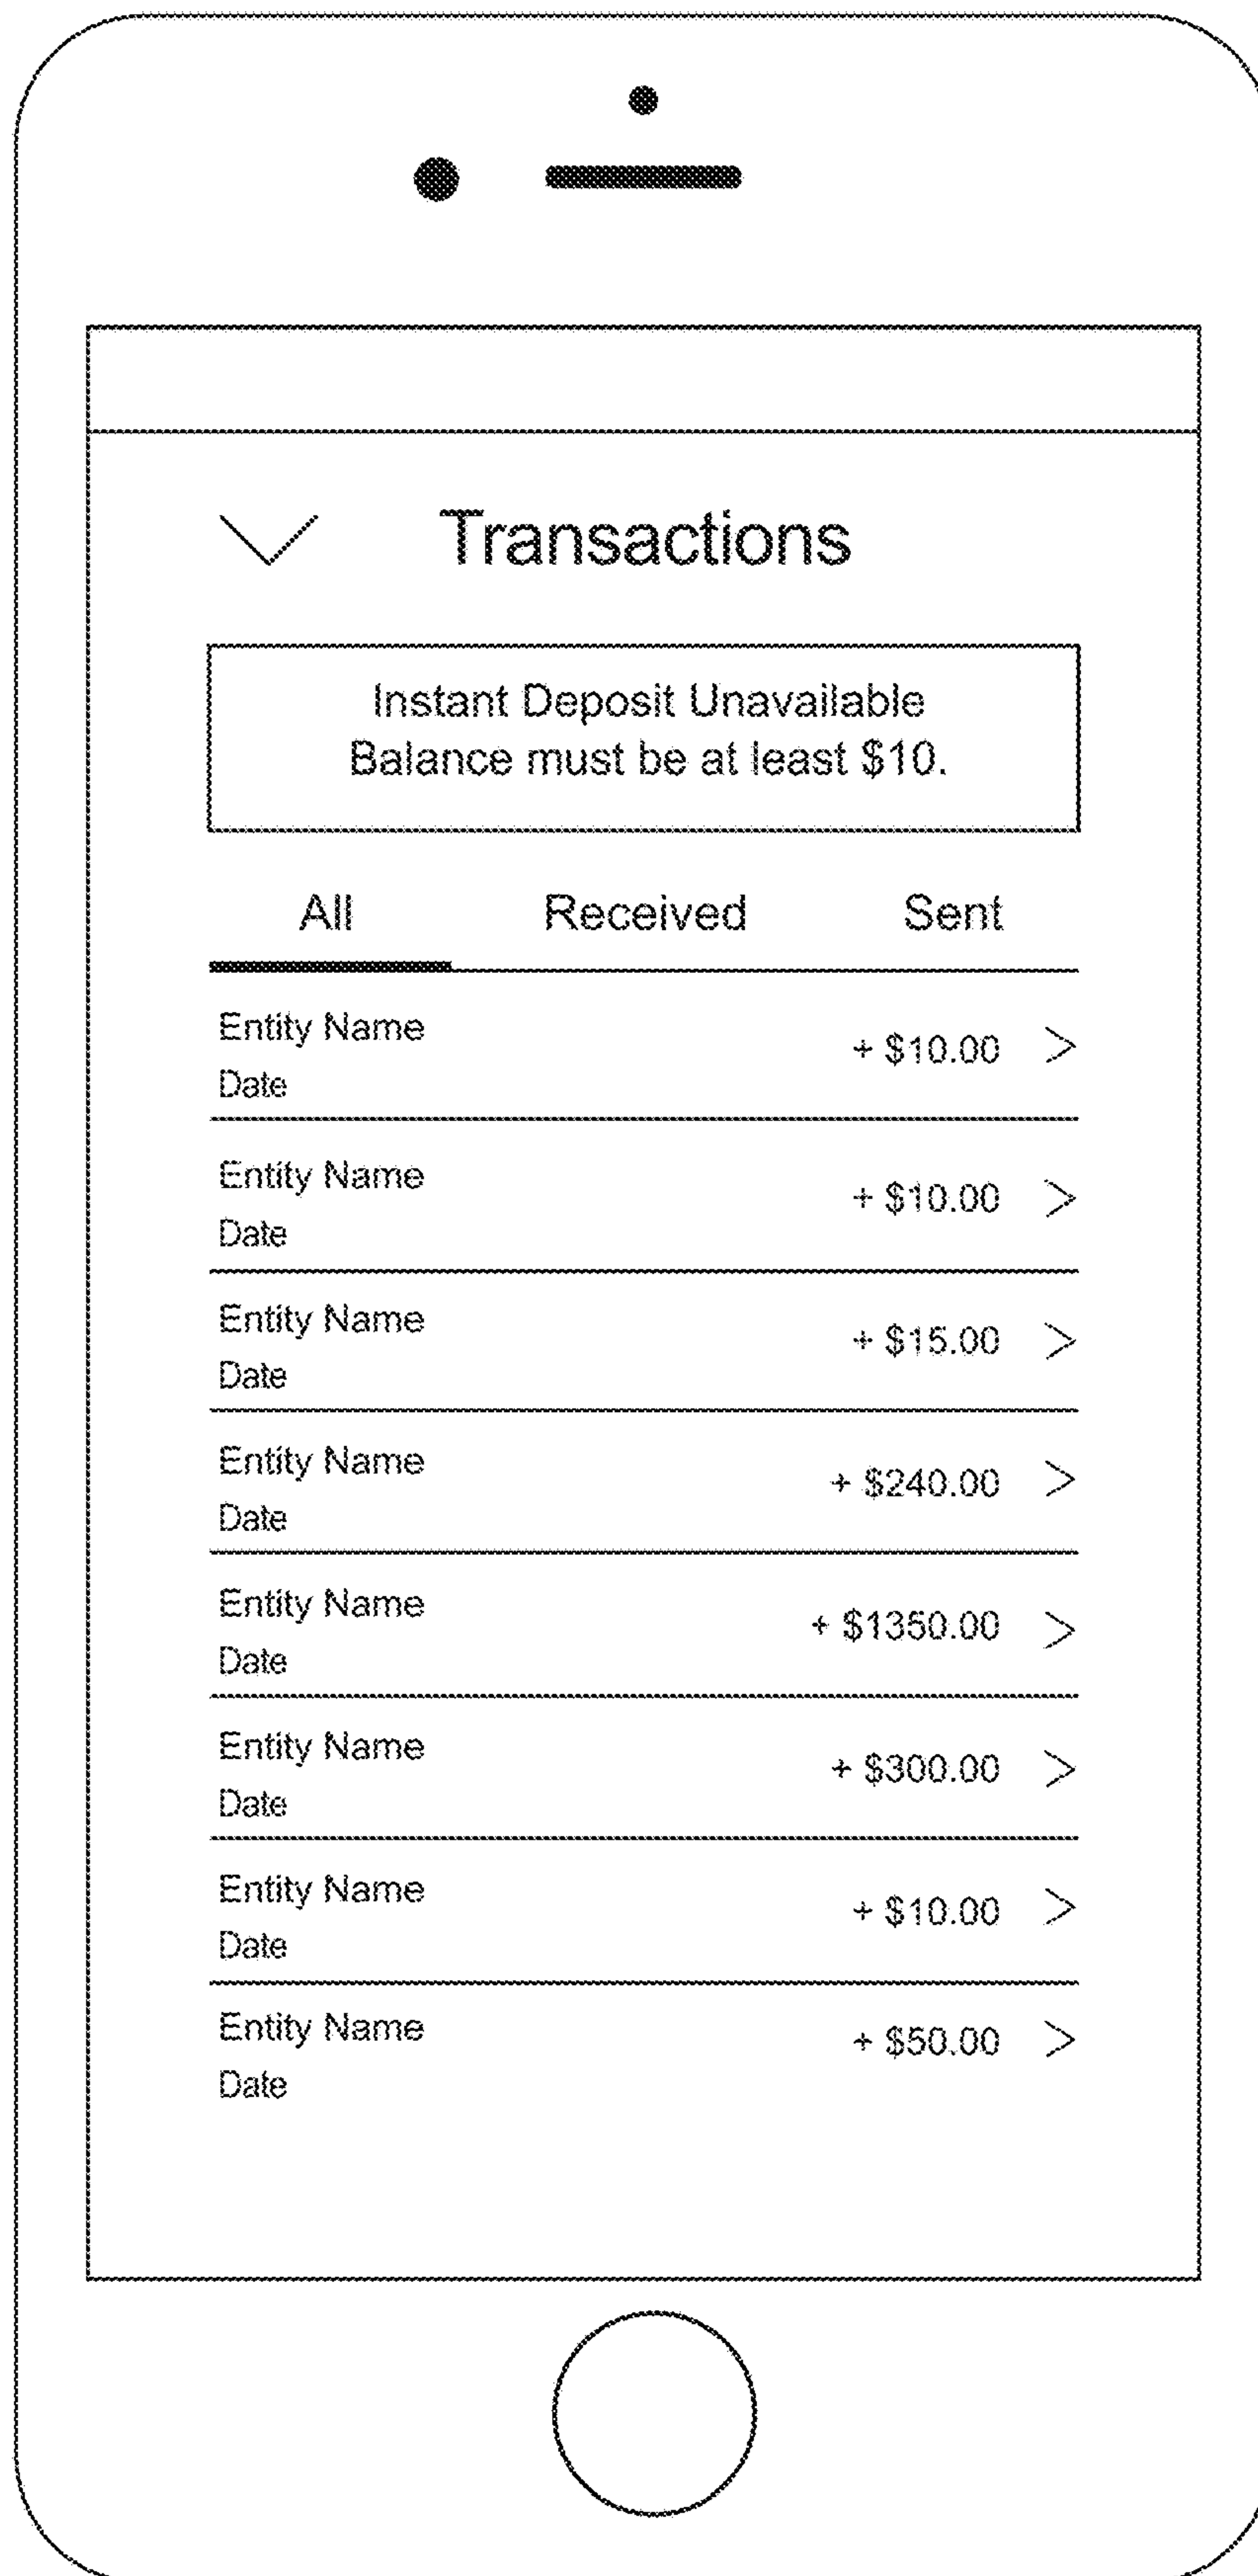 Transactions
Instant Deposit Unavailable
Balance must be at least $10.
All Received Sent
Entity Name
+ $10.00 >
Date
Entity Name
+ $10.00 >
Date
Entity Name
+ $15.00 >
Date
Entity Name
+ $240.00 >
Date
Entity Name
+ $1350.00 >
Date
Entity Name
+ $300.00 >
Date
Entity Name
+ $10.00 >
Date
Entity Name
+ $50.00 >
Date